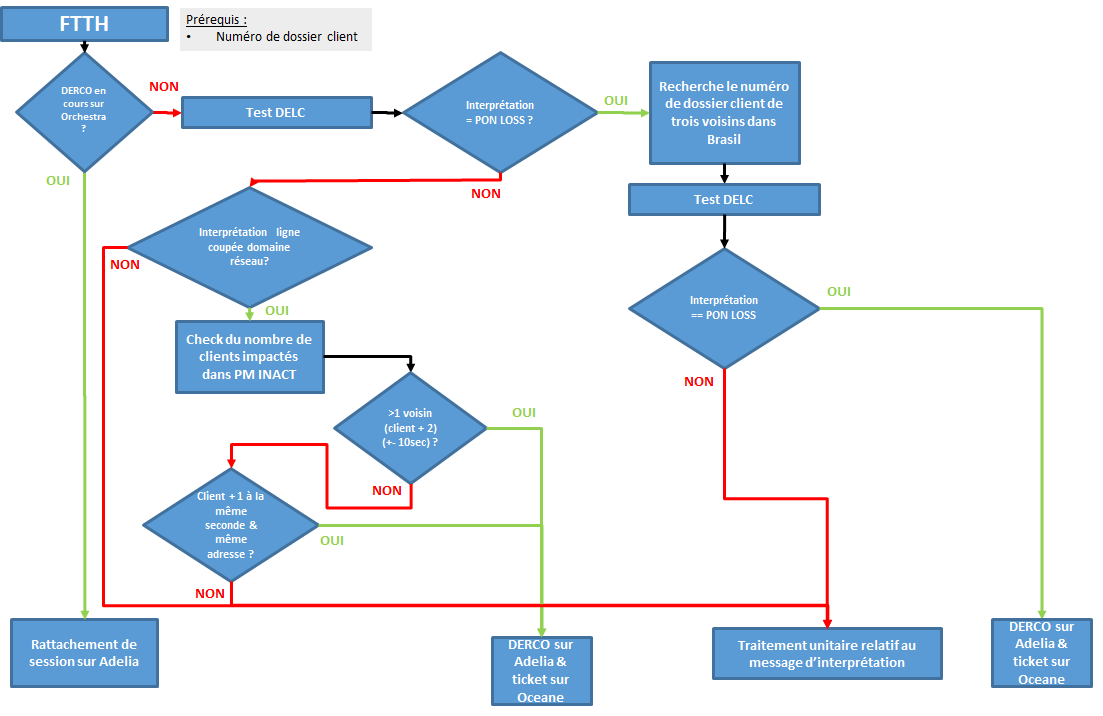 FTTH
Prérequis :
• Numéro de dossier client
DERCO en
cours sur
Orchestra
?
NON
OUI
Test DELC
Interprétation
= PON LOSS ?
OUI
NON
Recherche le numéro
de dossier client de
trois voisins dans
Brasil
Test DELC
Interprétation
== PON LOSS
OUI
NON
Interprétation ligne
coupée domaine
réseau?
NON
OUI
Check du nombre de
clients impactés
dans PM INACT
>1 voisin
(client + 2)
(+- 10sec) ?
OUI
NON
Client + 1 à la
même
seconde &
même
adresse ?
OUI
NON
Rattachement de
session sur Adelia
DERCO sur
Adelia &
ticket sur
Oceane
Traitement unitaire relatif au
message d’interprétation
DERCO sur
Adelia &
ticket sur
Oceane